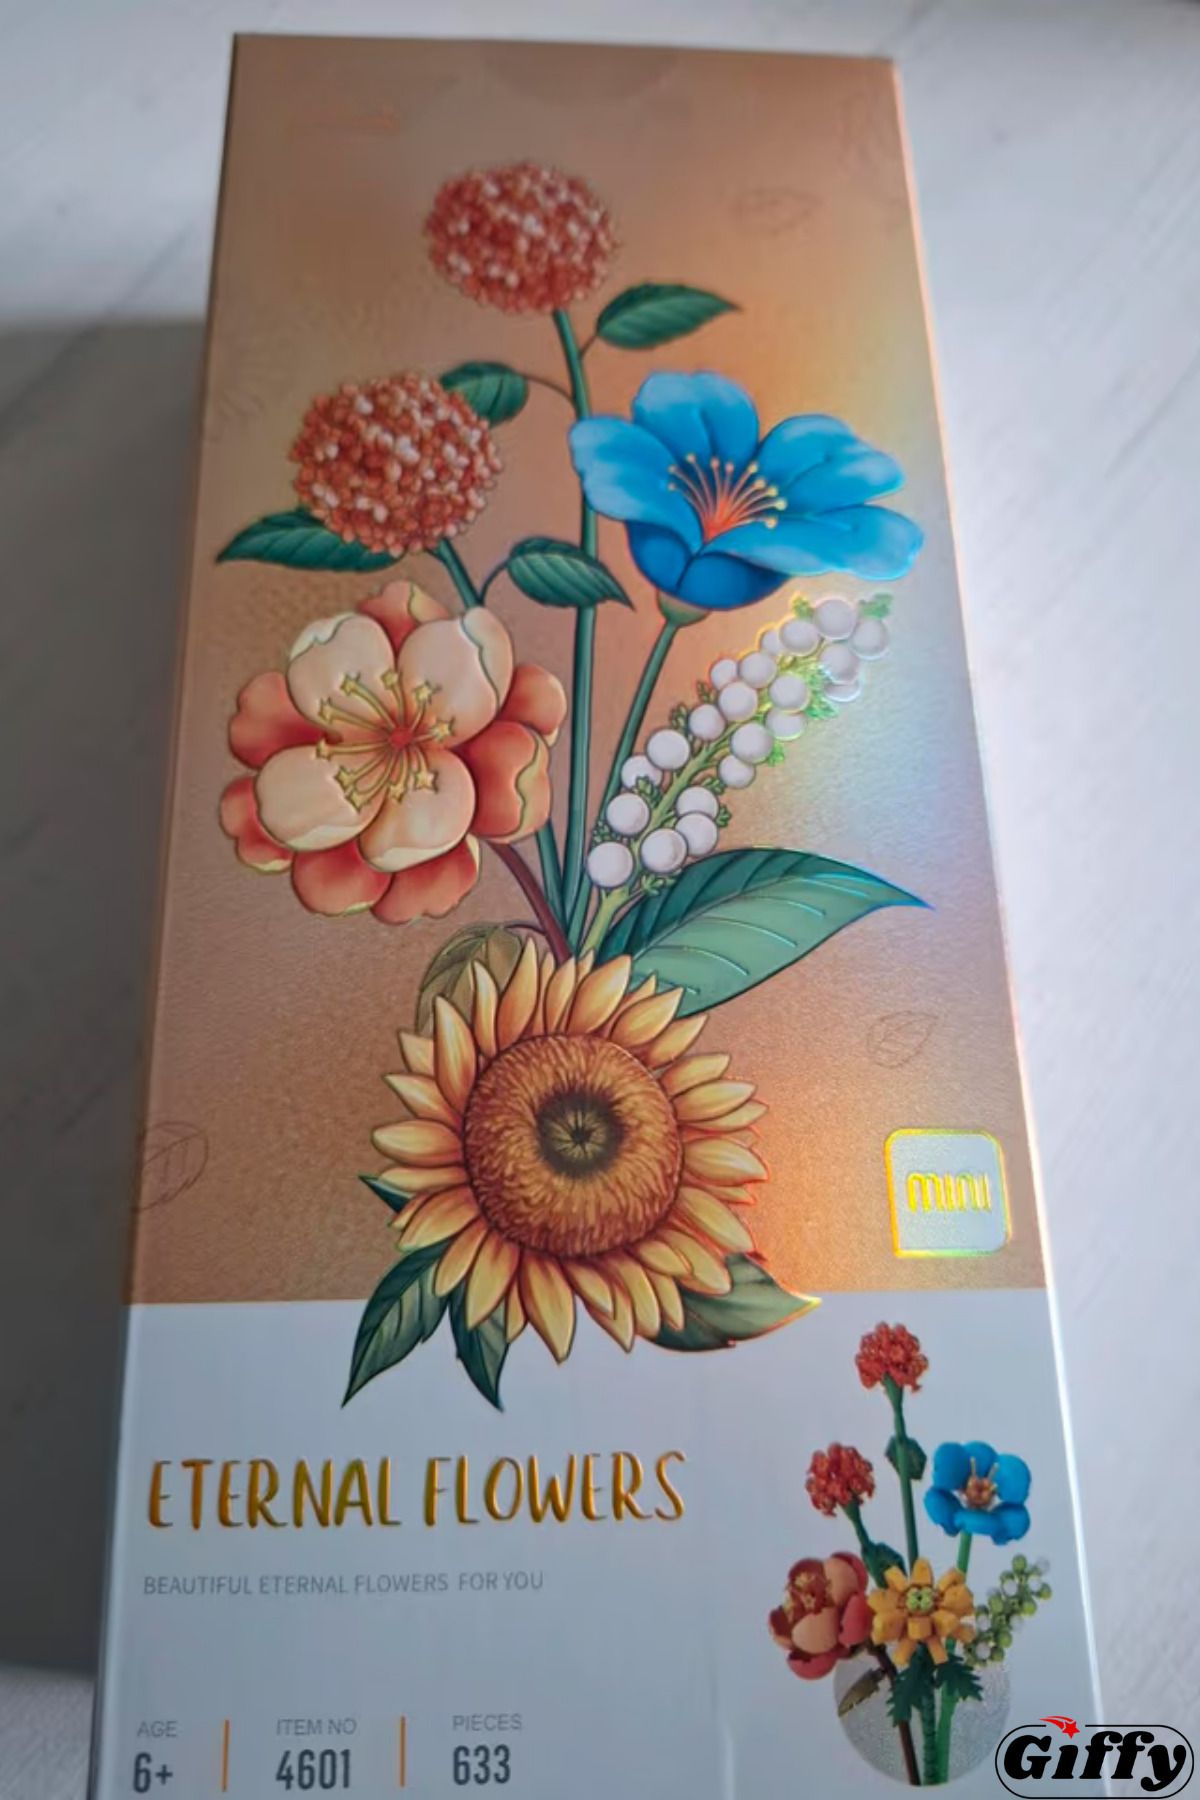 mini
ETERNAL FLOWERS
BEAUTIFUL ETERNAL FLOWERS FOR YOU
AGE
6+
ITEM NO
4601
PIECES
633
Giffy